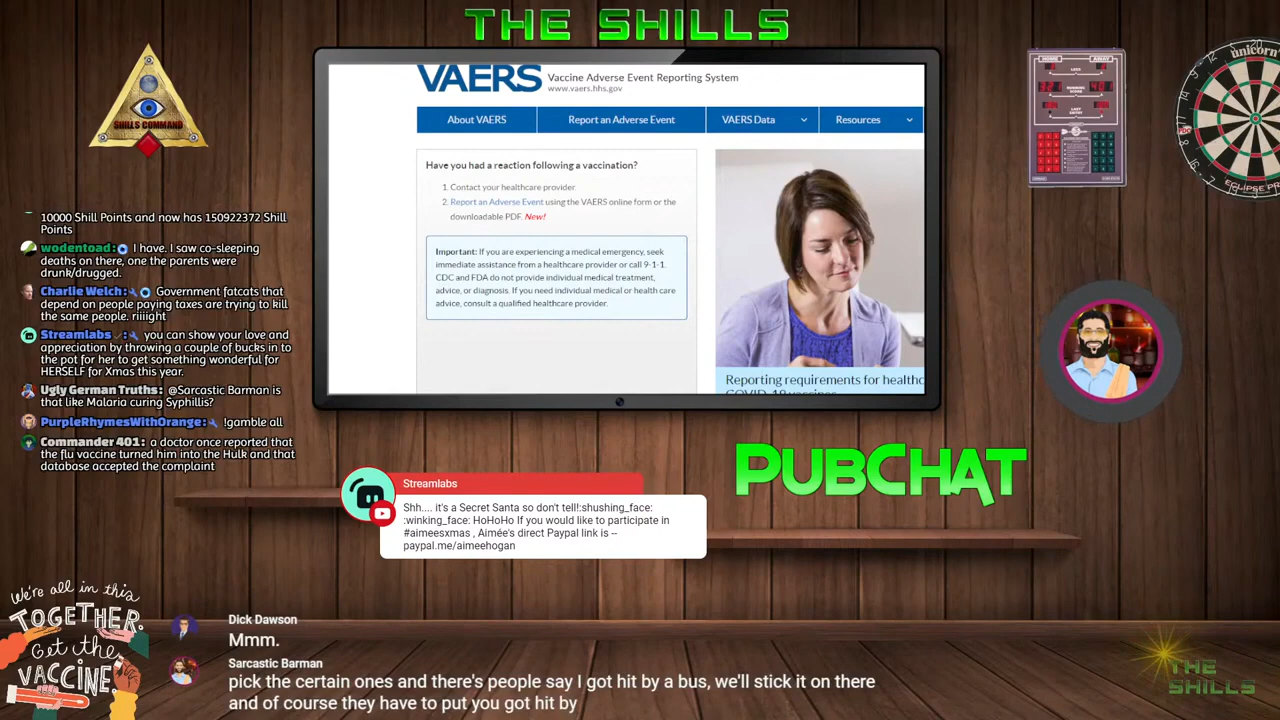 THE SHILLS
SHILLS COMMAND
VAERS Vaccine Adverse Event Reporting System
www.vaers.hhs.gov
About VAERS Report an Adverse Event VAERS Data Resources
Have you had a reaction following a vaccination?
1. Contact your healthcare provider.
2. Report an Adverse Event using the VAERS online form or the
downloadable PDF. New!
Important: If you are experiencing a medical emergency, seek
immediate assistance from a healthcare provider or call 9-1-1.
CDC and FDA do not provide individual medical treatment,
advice, or diagnosis. If you need individual medical or health care
advice, consult a qualified healthcare provider.
Reporting requirements for healthc
COVID-19 vaccines
HOME AWAY
unicorn
ECLIPSE PR
10000 Shill Points and now has 150922372 Shill
Points
wodentoad: I have. I saw co-sleeping
deaths on there, one the parents were
drunk/drugged.
Charlie Welch: Government fatcats that
depend on people paying taxes are trying to kill
the same people. riiiight
Streamlabs: you can show your love and
appreciation by throwing a couple of bucks in to
the pot for her to get something wonderful for
HERSELF for Xmas this year.
Ugly German Truths: @Sarcastic Barman is
that like Malaria curing Syphillis?
PurpleRhymesWithOrange: !gamble all
Commander 401: a doctor once reported that
the flu vaccine turned him into the Hulk and that
database accepted the complaint
PUBCHAT
Streamlabs
Shh.... it's a Secret Santa so don't tell!:shushing_face:
:winking_face: HoHoHo If you would like to participate in
#aimeesxmas , Aimée's direct Paypal link is --
paypal.me/aimeehogan
We're all in this
TOGETHER.
Get the
VACCINE.
Dick Dawson
Mmm.
Sarcastic Barman
pick the certain ones and there's people say I got hit by a bus, we'll stick it on there
and of course they have to put you got hit by
THE
SHILLS